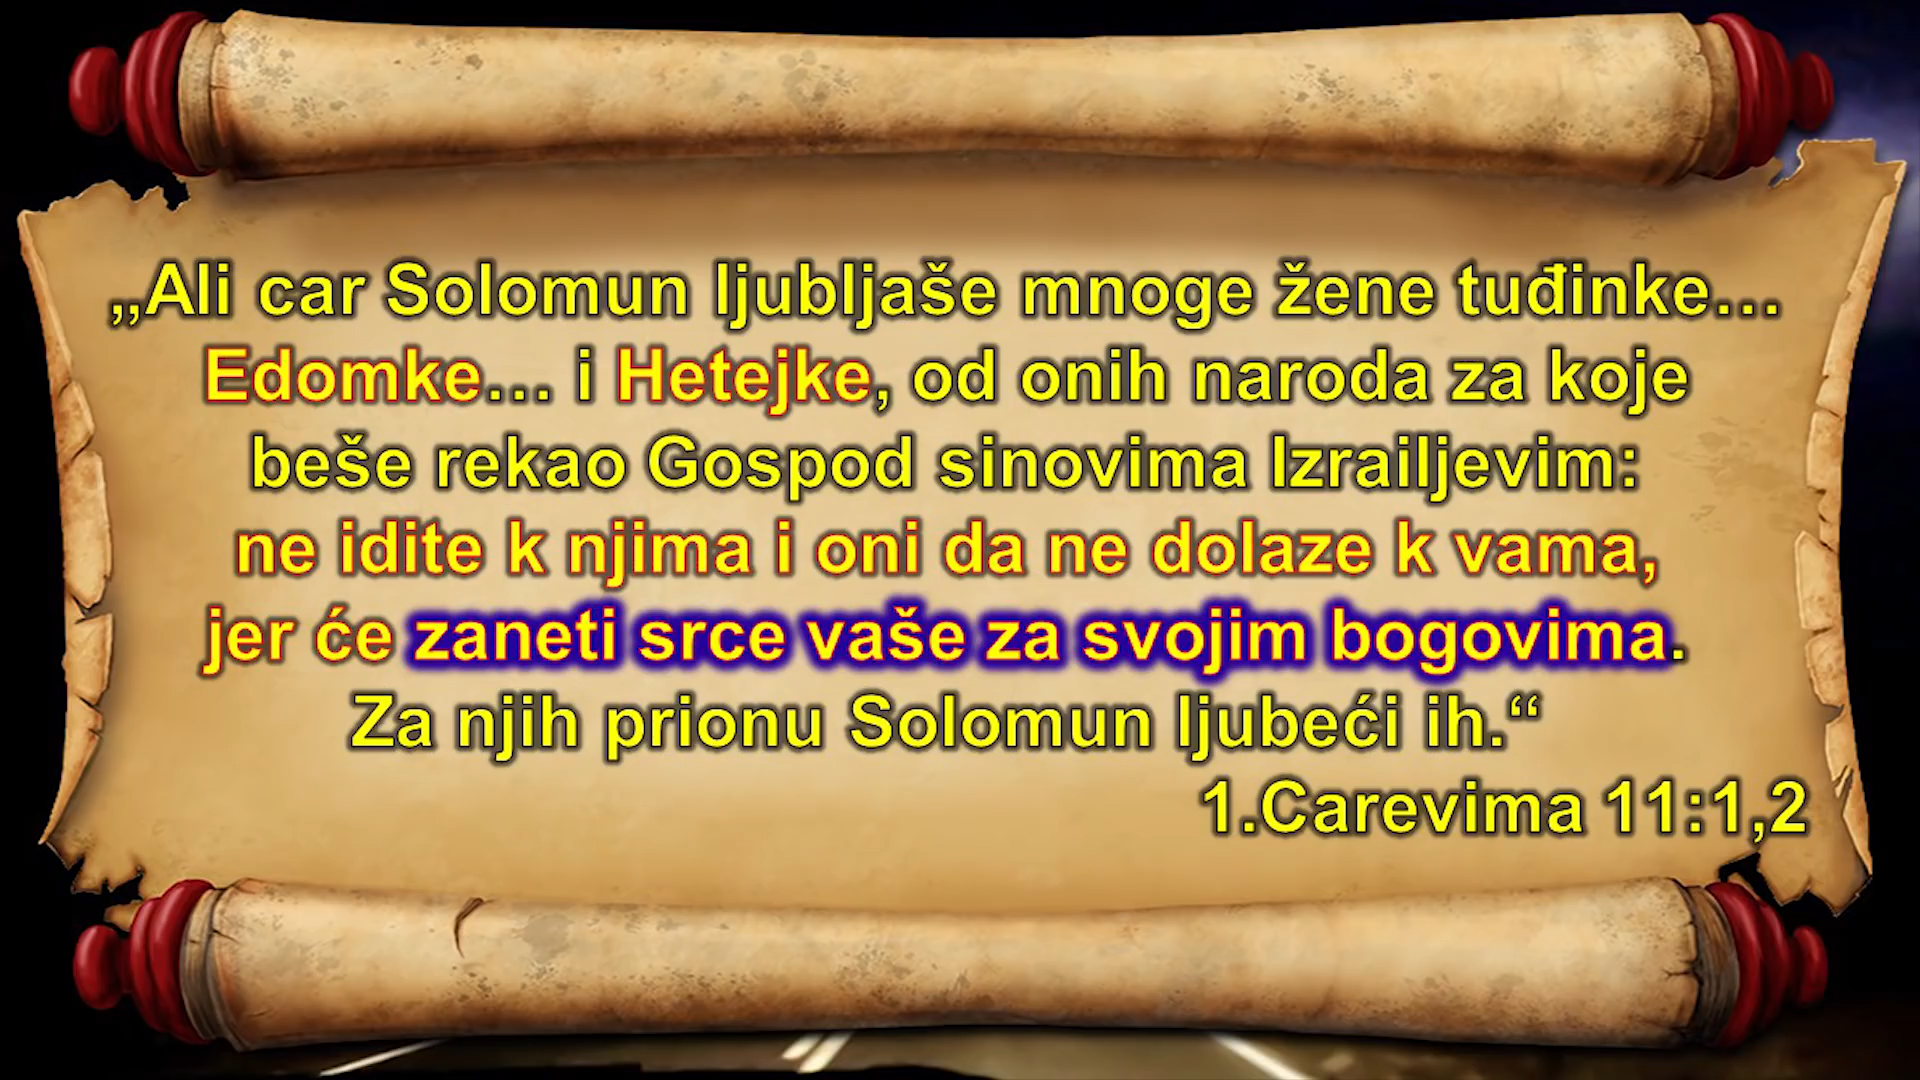 „Ali car Solomun ljubljaše mnoge žene tuđinke…
Edomke… i Hetejke, od onih naroda za koje
beše rekao Gospod sinovima Izrailjevim:
ne idite k njima i oni da ne dolaze k vama,
jer će zaneti srce vaše za svojim bogovima.
Za njih prionu Solomun ljubeći ih.“
1.Carevima 11:1,2